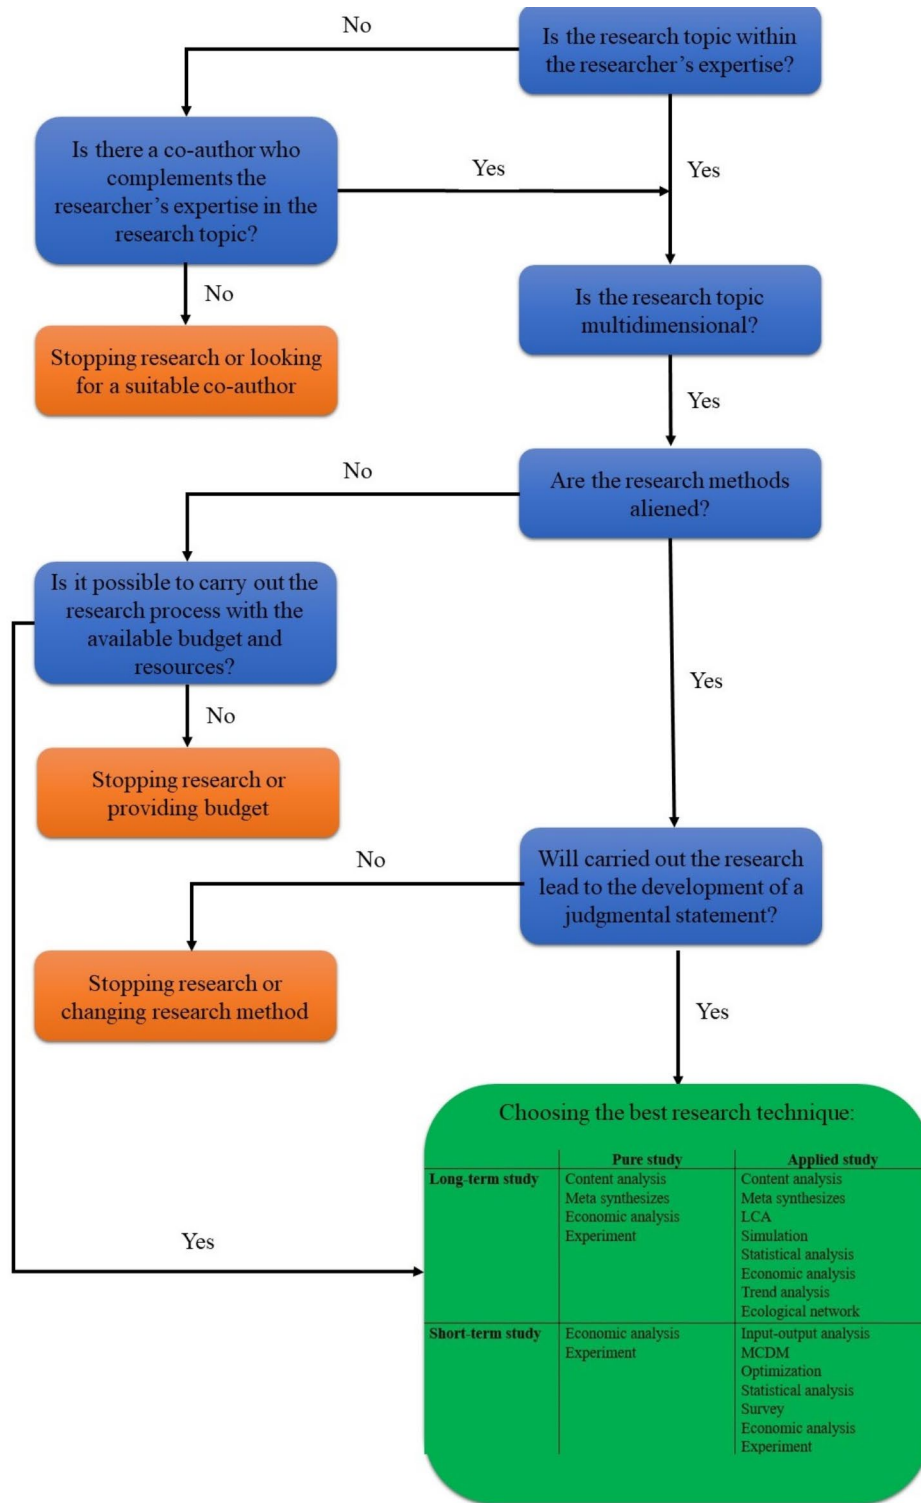 No
Is the research topic within
the researcher’s expertise?
Is there a co-author who
complements the
researcher’s expertise in the
research topic?
Yes
Yes
No
Is the research topic
multidimensional?
Stopping research or looking
for a suitable co-author
Yes
No
Are the research methods
aliened?
Is it possible to carry out the
research process with the
available budget and
resources?
Yes
No
Stopping research or
providing budget
No
Will carried out the research
lead to the development of a
judgmental statement?
Stopping research or
changing research method
Yes
Choosing the best research technique:
Pure study Applied study
Long-term study Content analysis Content analysis
Meta synthesizes Meta synthesizes
Economic analysis LCA
Experiment Simulation
Statistical analysis
Yes
Economic analysis
Trend analysis
Ecological network
Short-term study Economic analysis Input-output analysis
Experiment MCDM
Optimization
Statistical analysis
Survey
Economic analysis
Experiment